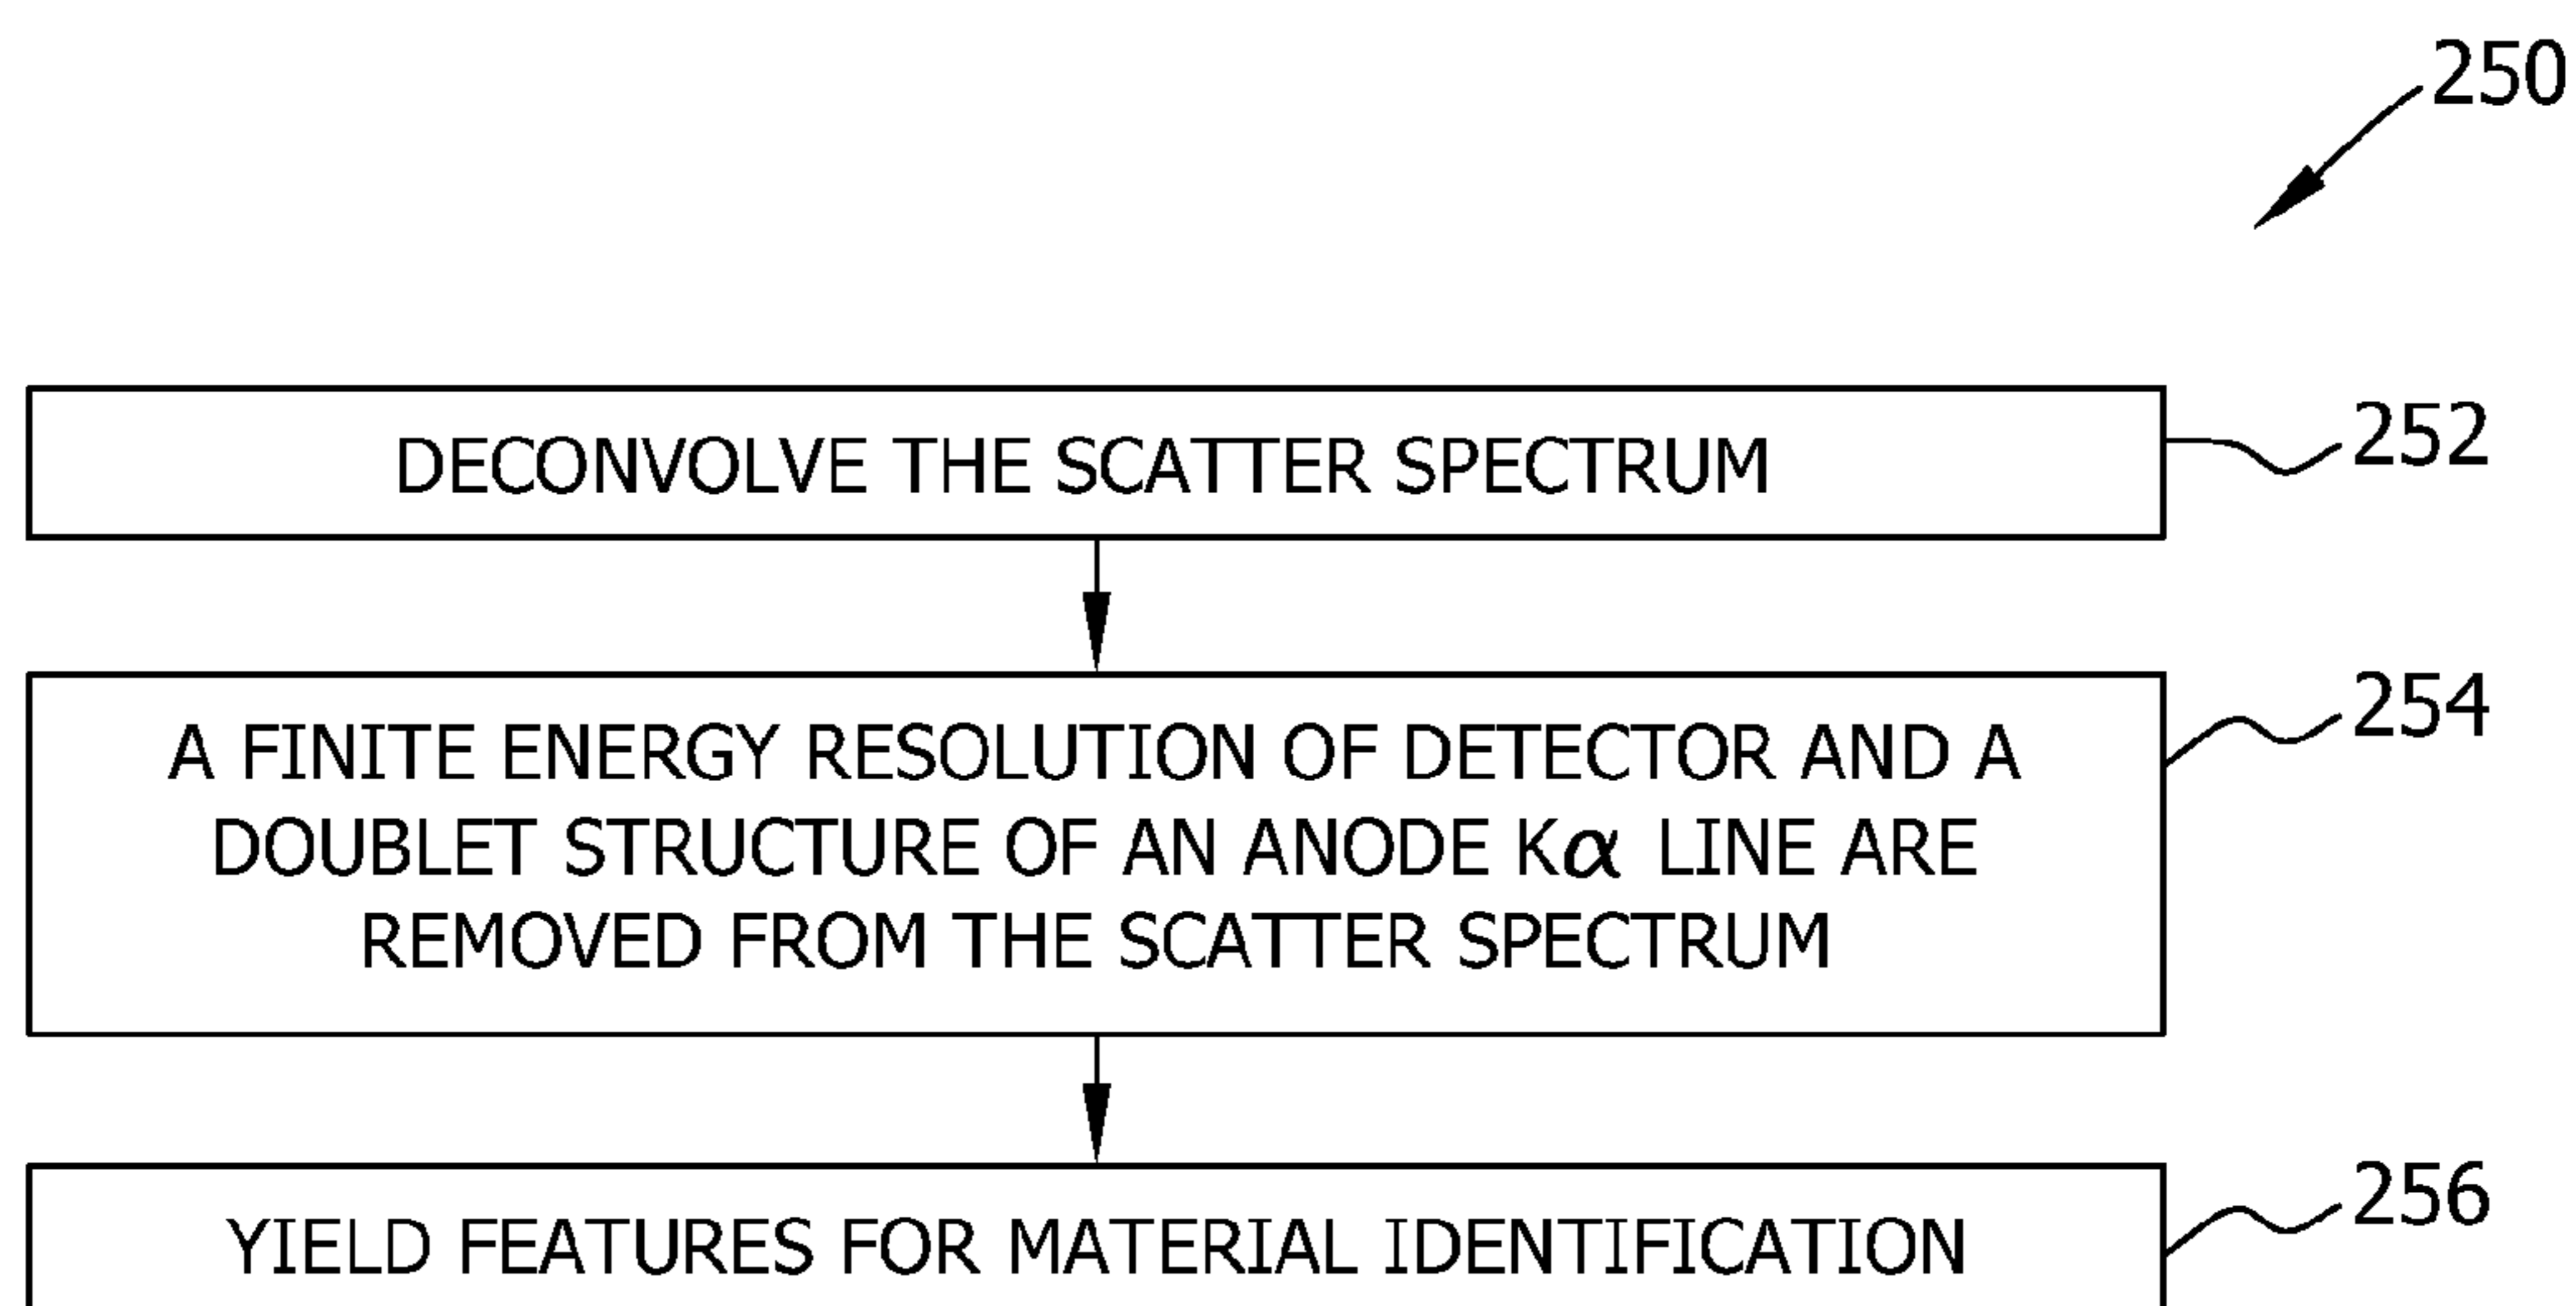 250
DECONVOLVE THE SCATTER SPECTRUM
252
A FINITE ENERGY RESOLUTION OF DETECTOR AND A
DOUBLET STRUCTURE OF AN ANODE Kα LINE ARE
REMOVED FROM THE SCATTER SPECTRUM
254
YIELD FEATURES FOR MATERIAL IDENTIFICATION
256